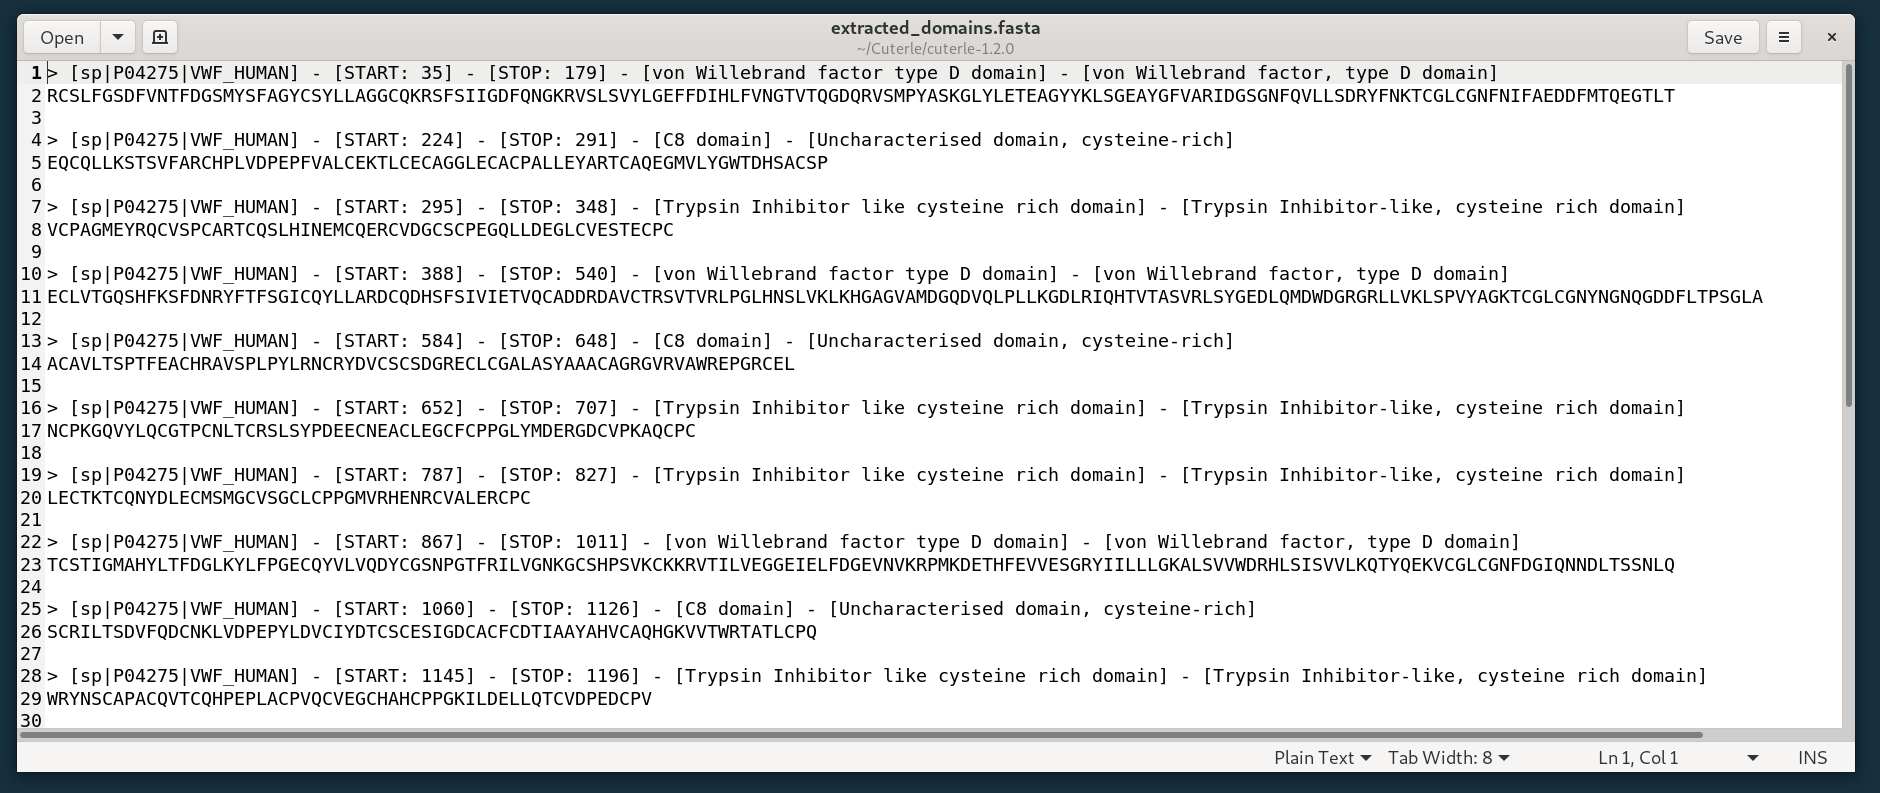 Open
extracted_domains.fasta
~/Cuterle/cuterle-1.2.0
Save
1 > [sp|P04275|VWF_HUMAN] - [START: 35] - [STOP: 179] - [von Willebrand factor type D domain] - [von Willebrand factor, type D domain]
2 RCSLFGSDFVNTFDGSMYSFAGYCSYLLAGGCQKRSFSIIGDFQNGKRVSLSVYLGEFFDIHLFVNGTVTQGDQRVSMPYASKGLYLETEAGYYKLSGEAYGFVARIDGSGNFQVLLSDRYFNKTCGLCGNFNIFAEDDFMTQEGTLT
3
4 > [sp|P04275|VWF_HUMAN] - [START: 224] - [STOP: 291] - [C8 domain] - [Uncharacterised domain, cysteine-rich]
5 EQCQLLKSTSVFARCHPLVDPEPFVALCEKTLCECAGGLECACPALLEYARTCAQEGMVLYGWTDHSACSP
6
7 > [sp|P04275|VWF_HUMAN] - [START: 295] - [STOP: 348] - [Trypsin Inhibitor like cysteine rich domain] - [Trypsin Inhibitor-like, cysteine rich domain]
8 VCPAGMEYRQCVSPCARTCQSLHINEMCQERCVDGCSCPEGQLLDEGLCVESTECPC
9
10 > [sp|P04275|VWF_HUMAN] - [START: 388] - [STOP: 540] - [von Willebrand factor type D domain] - [von Willebrand factor, type D domain]
11 ECLVTGQSHFKSFDNRYFTFSGICQYLLARDCQDHSFSIVIETVQCADDRDAVCTRSVTVRLPGLHNSLVKLKHGAGVAMDGQDVQLPLLKGDLRIQHTVTASVRLSYGEDLQMDWDGRGRLLVKLSPVYAGKTCGLCGNYNGNQGDDFLTPSGLA
12
13 > [sp|P04275|VWF_HUMAN] - [START: 584] - [STOP: 648] - [C8 domain] - [Uncharacterised domain, cysteine-rich]
14 ACAVLTSPTFEACHRAVSPLPYLRNCRYDVCSCSDGRECLCGALASYAAACAGRGVRVAWREPGRCEL
15
16 > [sp|P04275|VWF_HUMAN] - [START: 652] - [STOP: 707] - [Trypsin Inhibitor like cysteine rich domain] - [Trypsin Inhibitor-like, cysteine rich domain]
17 NCPKGQVYLQCGTPCNLTCRSLSYPDEECNEACLEGCFCPPGLYMDERGDCVPKAQCPC
18
19 > [sp|P04275|VWF_HUMAN] - [START: 787] - [STOP: 827] - [Trypsin Inhibitor like cysteine rich domain] - [Trypsin Inhibitor-like, cysteine rich domain]
20 LECTKTCQNYDLECMSMGCVSGCLCPPGMVRHENRCVALERCPC
21
22 > [sp|P04275|VWF_HUMAN] - [START: 867] - [STOP: 1011] - [von Willebrand factor type D domain] - [von Willebrand factor, type D domain]
23 TCSTIGMAHYLTFDGLKYLFPGECQYVLVQDYCGSNPGTFRILVGNKGCSHPSVKCKKRVTILVEGGEIELFDGEVNVKRPMKDETHFEVVESGRYIILLLGKALSVVWDRHLSISVVLKQTYQEKVCGLCGNFDGIQNNDLTSSNLQ
24
25 > [sp|P04275|VWF_HUMAN] - [START: 1060] - [STOP: 1126] - [C8 domain] - [Uncharacterised domain, cysteine-rich]
26 SCRILTSDVFQDCNKLVDPEPYLDVCIYDTCSCESIGDCACFCDTIAAYAHVCAQHGKVVTWRTATLCPQ
27
28 > [sp|P04275|VWF_HUMAN] - [START: 1145] - [STOP: 1196] - [Trypsin Inhibitor like cysteine rich domain] - [Trypsin Inhibitor-like, cysteine rich domain]
29 WRYNSCAPACQVTCQHPEPLACPVQCVEGCHAHCPPGKILDELLQTCVDPEDCPV
30
Plain Text Tab Width: 8 Ln 1, Col 1 INS